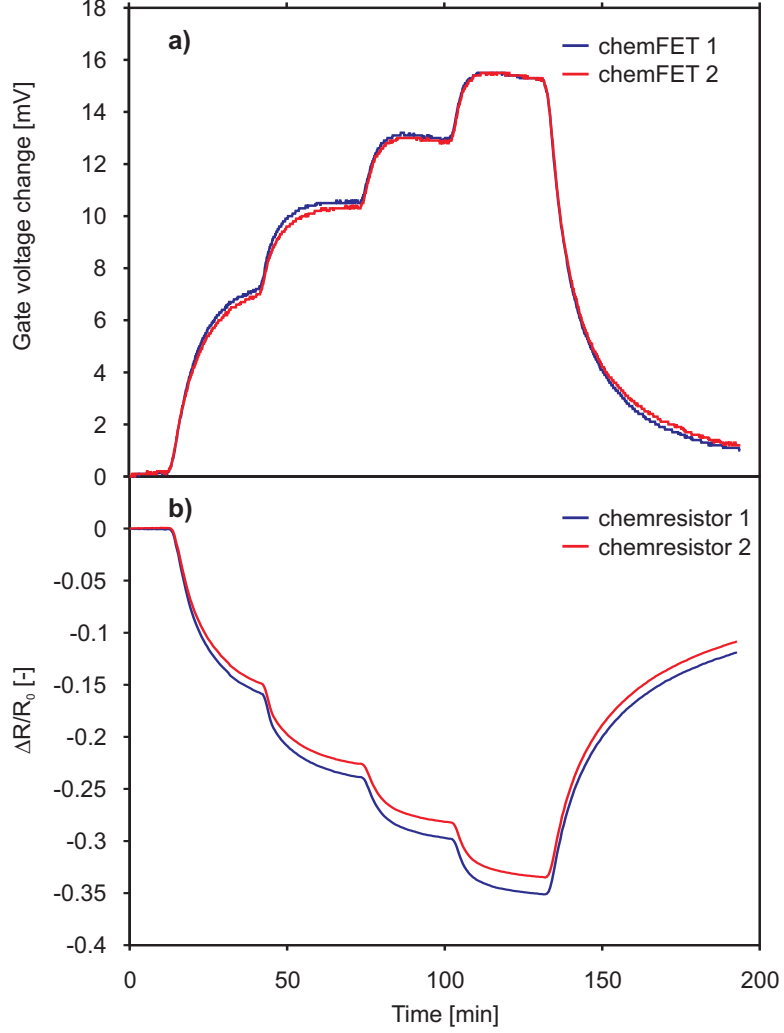 a)
chemFET 1
chemFET 2
Gate voltage change [mV]
18
16
14
12
10
8
6
4
2
0
b)
chemresistor 1
chemresistor 2
ΔR/R₀ [-]
0
-0.05
-0.1
-0.15
-0.2
-0.25
-0.3
-0.35
-0.4
0 50 100 150 200
Time [min]